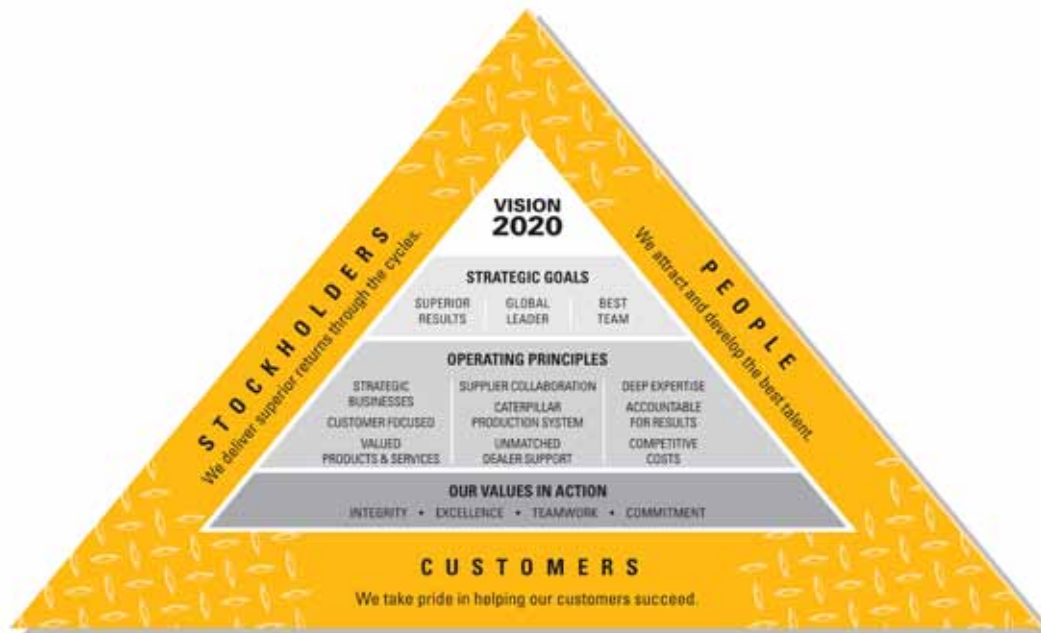 VISION
2020
STRATEGIC GOALS
SUPERIOR
RESULTS
GLOBAL
LEADER
BEST
TEAM
OPERATING PRINCIPLES
STRATEGIC
BUSINESSES
CUSTOMER FOCUSED
VALUED
PRODUCTS & SERVICES
SUPPLIER COLLABORATION
CATERPILLAR
PRODUCTION SYSTEM
UNMATCHED
DEALER SUPPORT
DEEP EXPERTISE
ACCOUNTABLE
FOR RESULTS
COMPETITIVE
COSTS
OUR VALUES IN ACTION
INTEGRITY • EXCELLENCE • TEAMWORK • COMMITMENT
STOCKHOLDERS
We deliver superior returns through the cycles.
PEOPLE
We attract and develop the best talent.
CUSTOMERS
We take pride in helping our customers succeed.